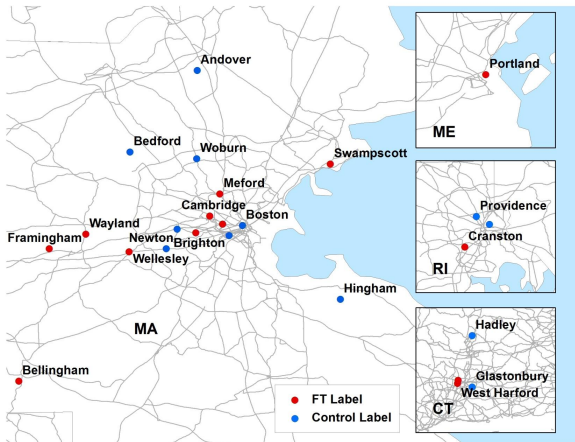 Andover
Bedford
Woburn
Swampscott
Meford
Cambridge
Boston
Wayland
Framingham
Newton
Brighton
Wellesley
Hingham
MA
Bellingham
FT Label
Control Label
Portland
ME
Providence
Cranston
RI
Hadley
Glastonbury
West Harford
CT